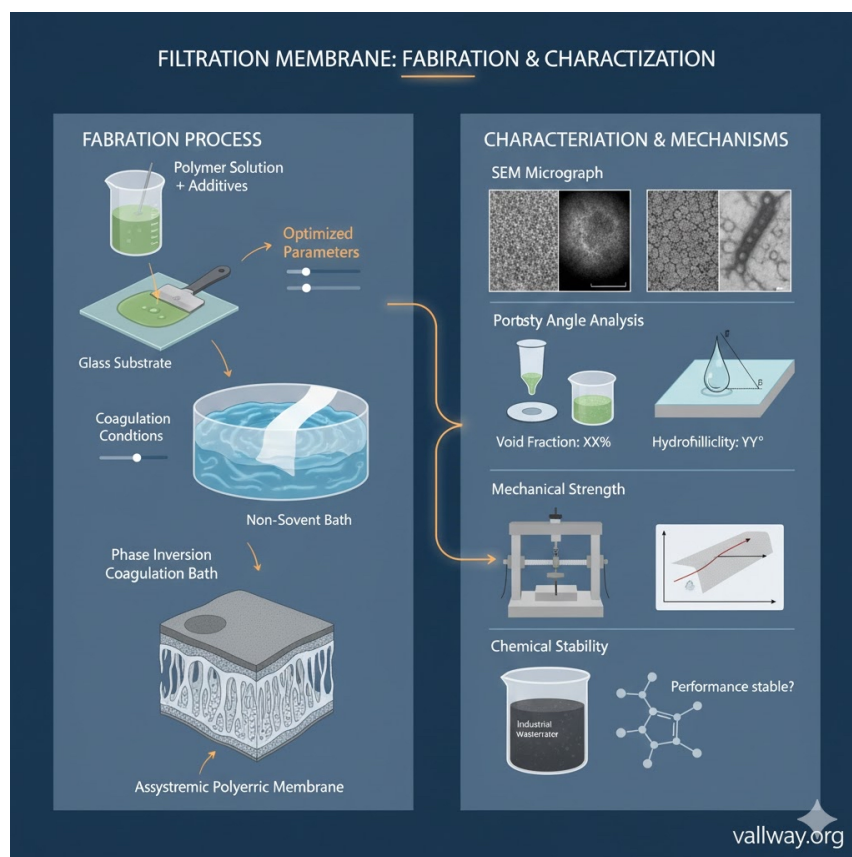 FILTRATION MEMBRANE: FABIRATION & CHARACTIZATION
FABRATION PROCESS
Polymer Solution
+ Additives
Optimized
Parameters
Glass Substrate
Coagulation
Condtions
Non-Sovent Bath
Phase Inversion
Coagulation Bath
Assystremic Polyerric Membrane
CHARACTERIATION & MECHANISMS
SEM Micrograph
Portsty Angle Analysis
Void Fraction: XX%
Hydrofhilliclity: YY°
Mechanical Strength
Chemical Stability
Industrial
Performance stable?
vallway.org